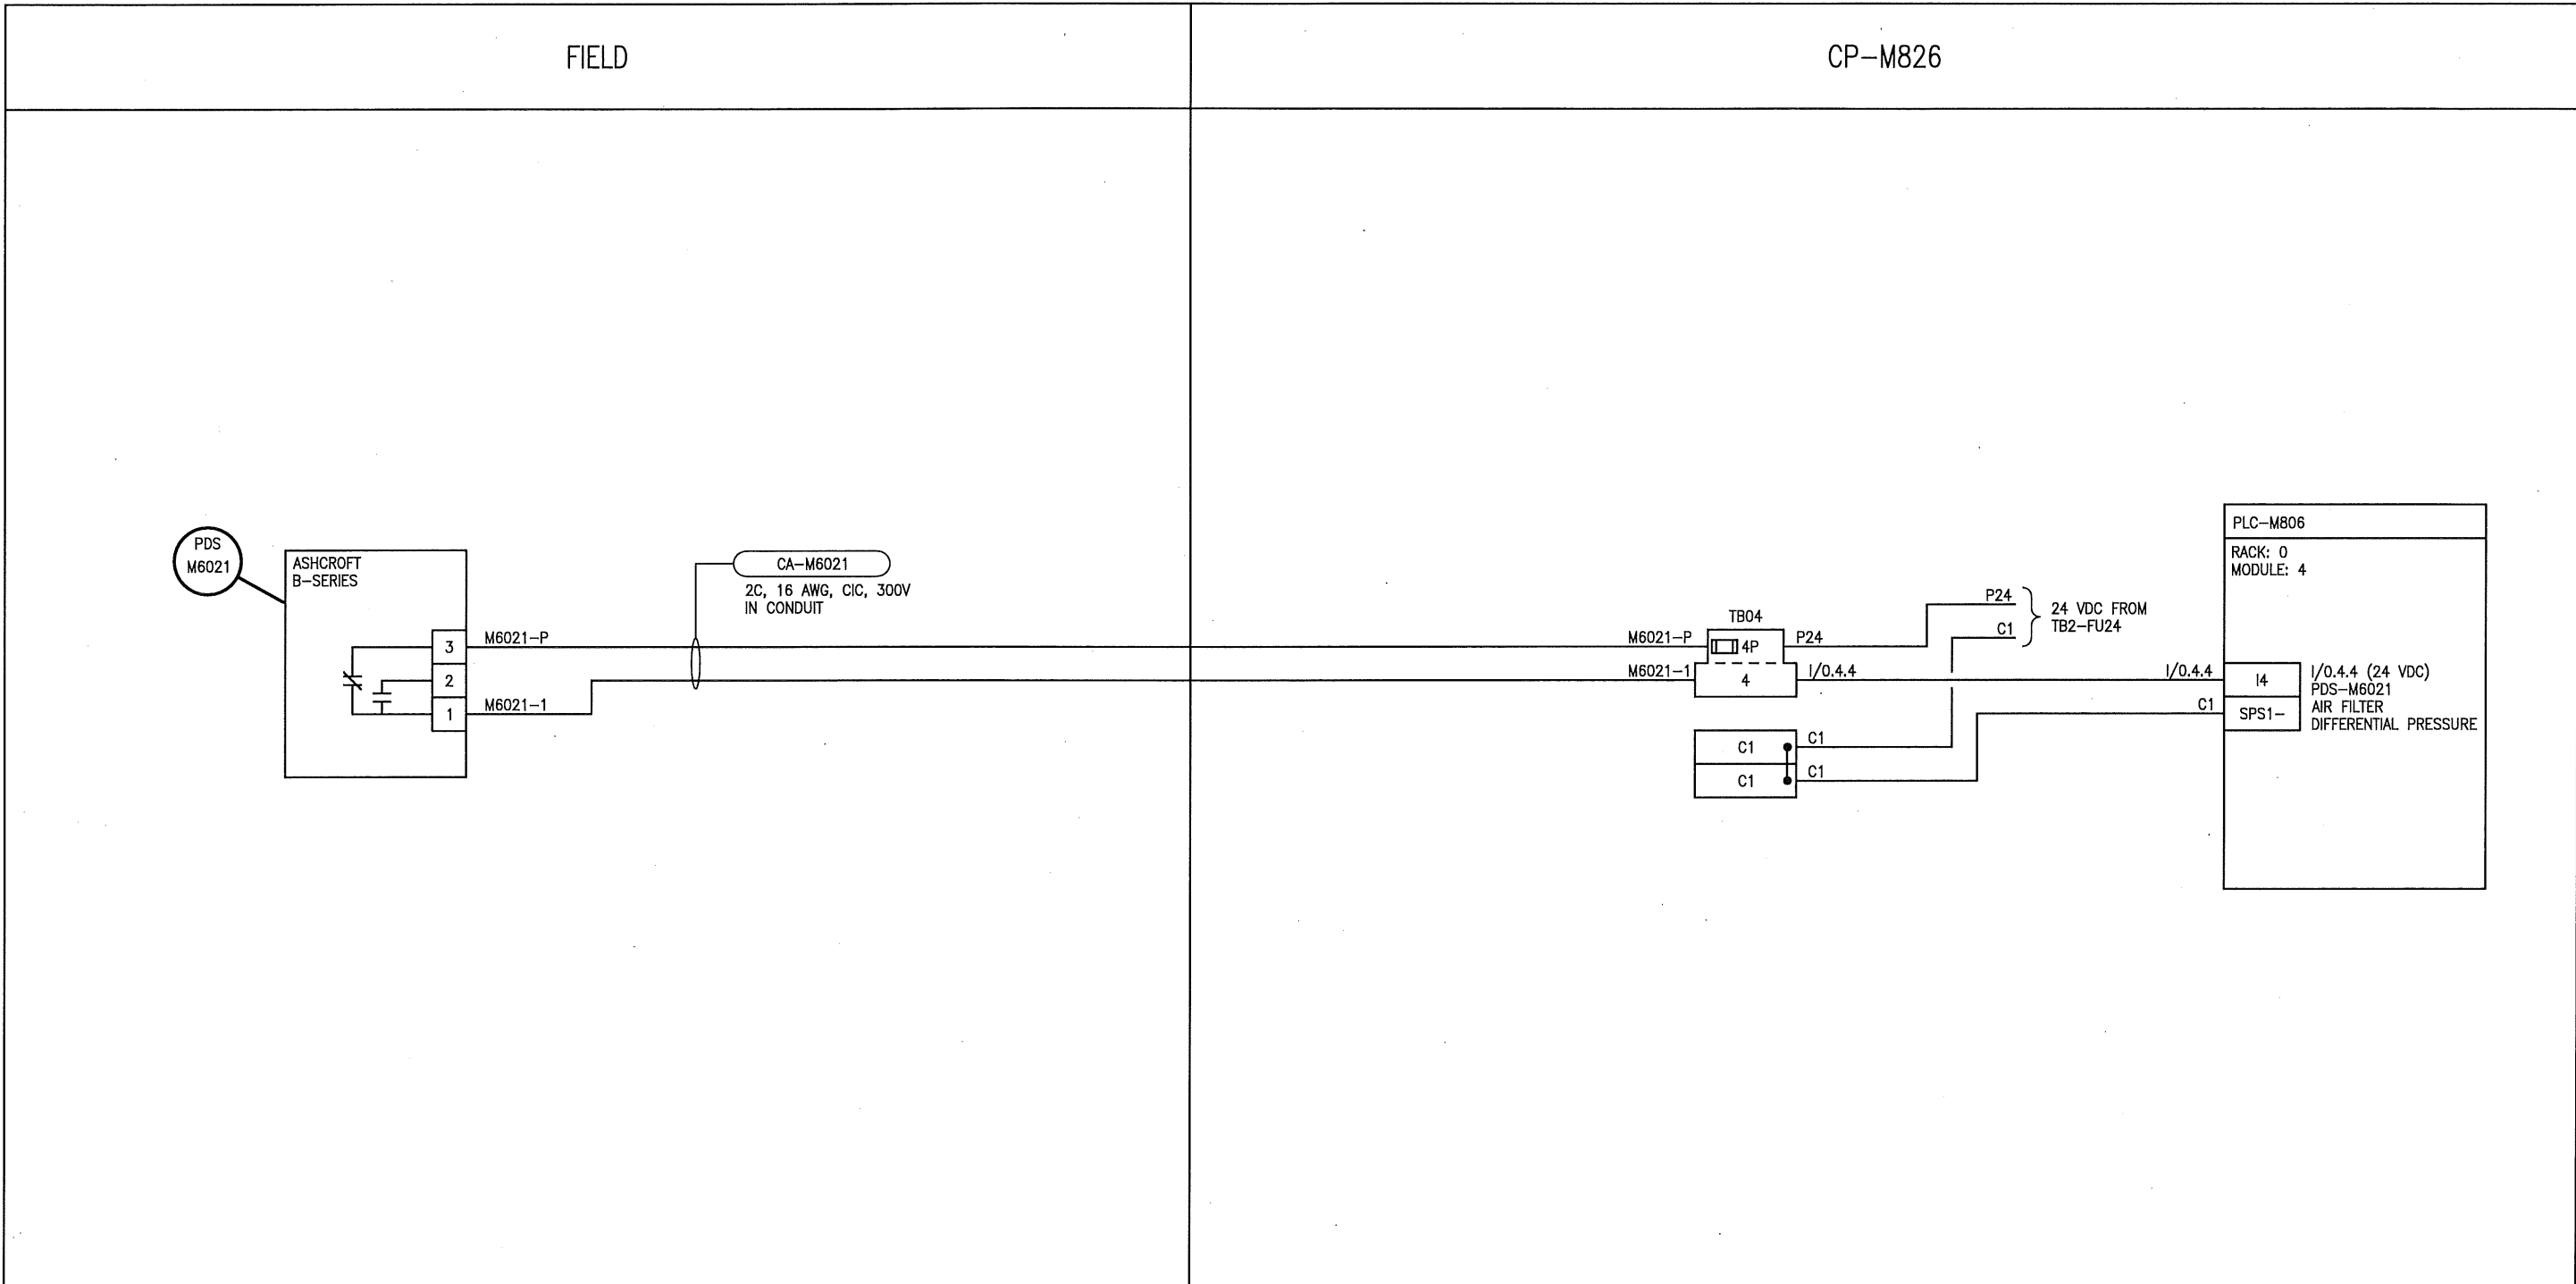 FIELD
CP-M826
PDS
M6021
ASHCROFT
B-SERIES
3
2
1
M6021-P
M6021-1
CA-M6021
2C, 16 AWG, CIC, 300V
IN CONDUIT
M6021-P
M6021-1
TB04
4P
4
P24
I/0.4.4
C1
C1
C1
C1
P24
C1
24 VDC FROM
TB2-FU24
PLC-M806
RACK: 0
MODULE: 4
I/0.4.4
C1
I4
SPS1-
I/0.4.4 (24 VDC)
PDS-M6021
AIR FILTER
DIFFERENTIAL PRESSURE